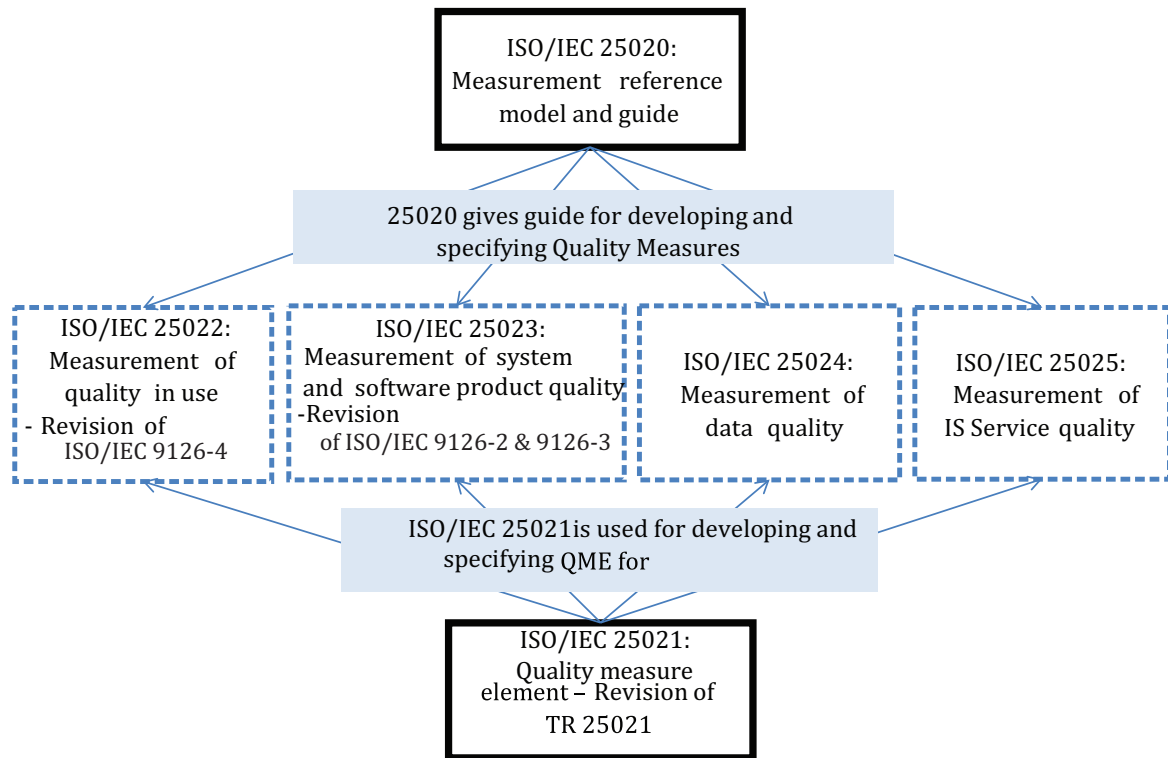 ISO/IEC 25020:
Measurement reference
model and guide
25020 gives guide for developing and
specifying Quality Measures
ISO/IEC 25022:
Measurement of
quality in use
- Revision of
ISO/IEC 9126-4
ISO/IEC 25023:
Measurement of system
and software product quality
-Revision
of ISO/IEC 9126-2 & 9126-3
ISO/IEC 25024:
Measurement of
data quality
ISO/IEC 25025:
Measurement of
IS Service quality
ISO/IEC 25021is used for developing and
specifying QME for
ISO/IEC 25021:
Quality measure
element – Revision of
TR 25021